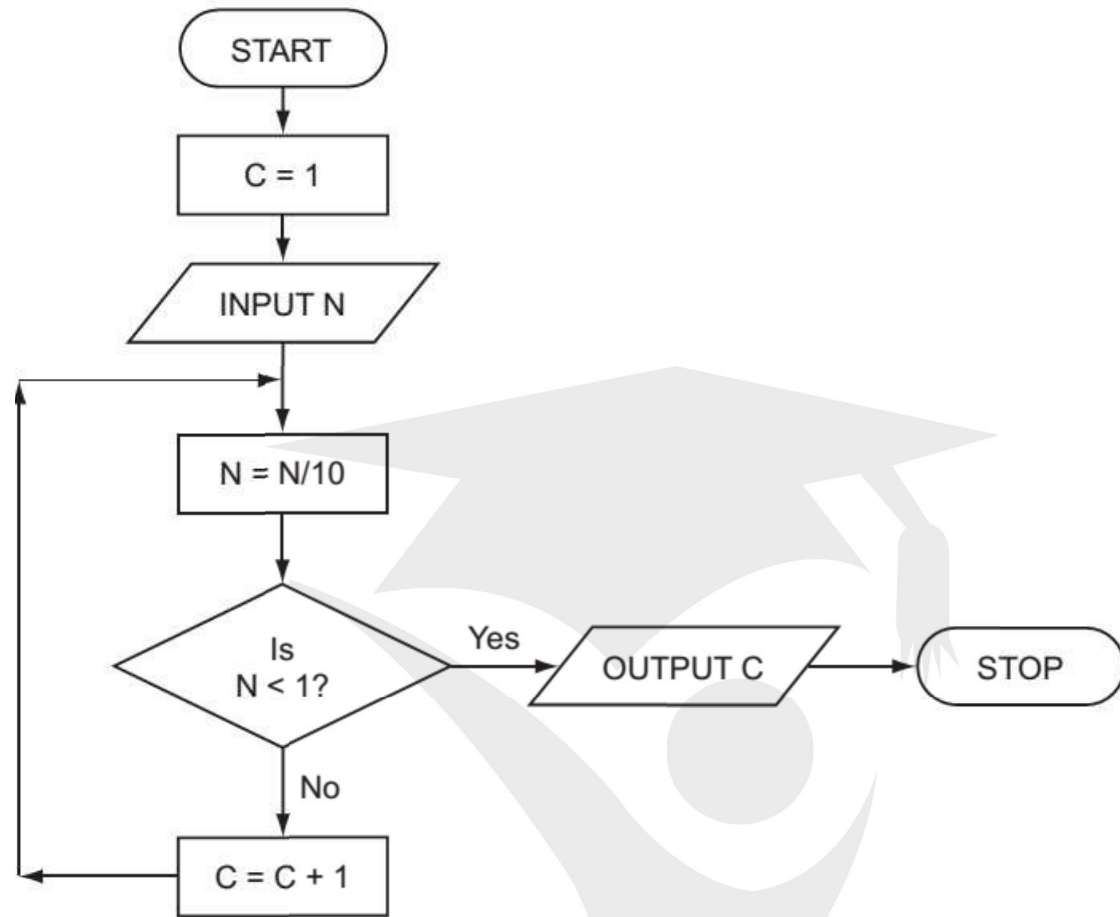 START
C = 1
INPUT N
N = N/10
Is
N < 1?
Yes
OUTPUT C
STOP
No
C = C + 1